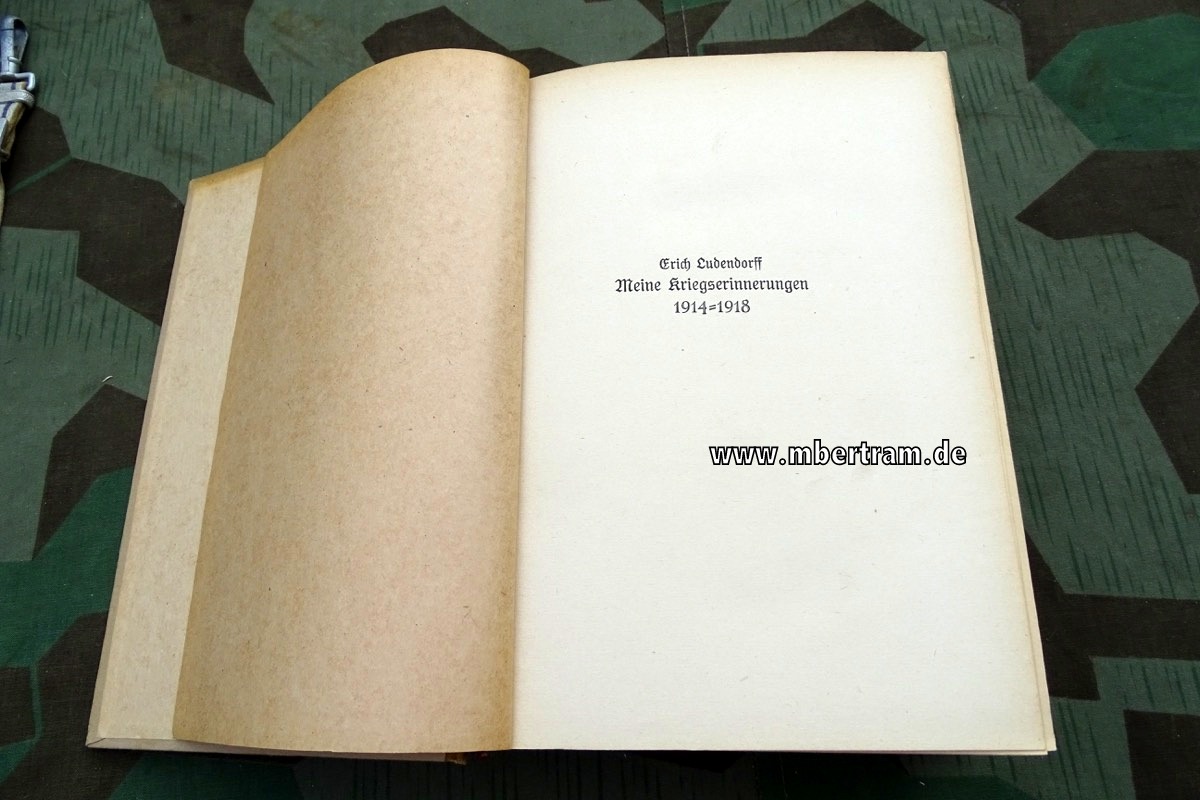 Erich Ludendorff
Meine Kriegserinnerungen
1914=1918
www.mbertram.de